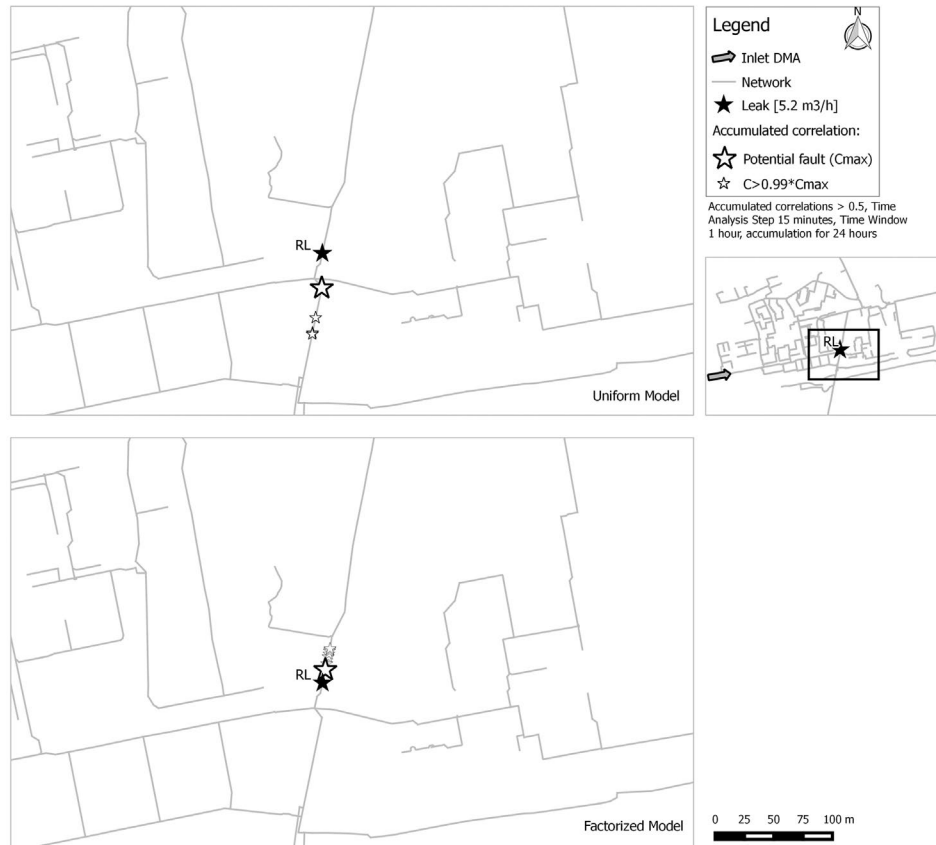 RL
Uniform Model
Legend
N
Inlet DMA
Network
Leak [5.2 m3/h]
Accumulated correlation:
Potential fault (Cmax)
C>0.99*Cmax
Accumulated correlations > 0.5, Time
Analysis Step 15 minutes, Time Window
1 hour, accumulation for 24 hours
RL
RL
Factorized Model
0 25 50 75 100 m